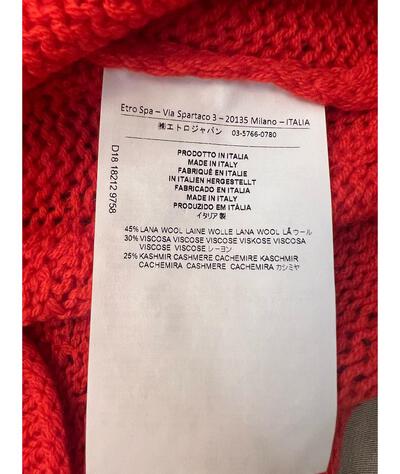 Etro Spa – Via Spartaco 3 – 20135 Milano – ITALIA
㈱エトロジャパン 03-5766-0780
D18 18212 9758
PRODOTTO IN ITALIA
MADE IN ITALY
FABRIQUÉ EN ITALIE
IN ITALIEN HERGESTELLT
FABRICADO EN ITALIA
MADE IN ITALY
PRODUZIDO EM ITÁLIA
イタリア製
45% LANA WOOL LAINE WOLLE LANA WOOL LÃ ウール
30% VISCOSA VISCOSE VISCOSE VISKOSE VISCOSA
VISCOSE VISCOSE レーヨン
25% KASHMIR CASHMERE CACHEMIRE KASCHMIR
CACHEMIRA CASHMERE CACHEMIRA カシミヤ